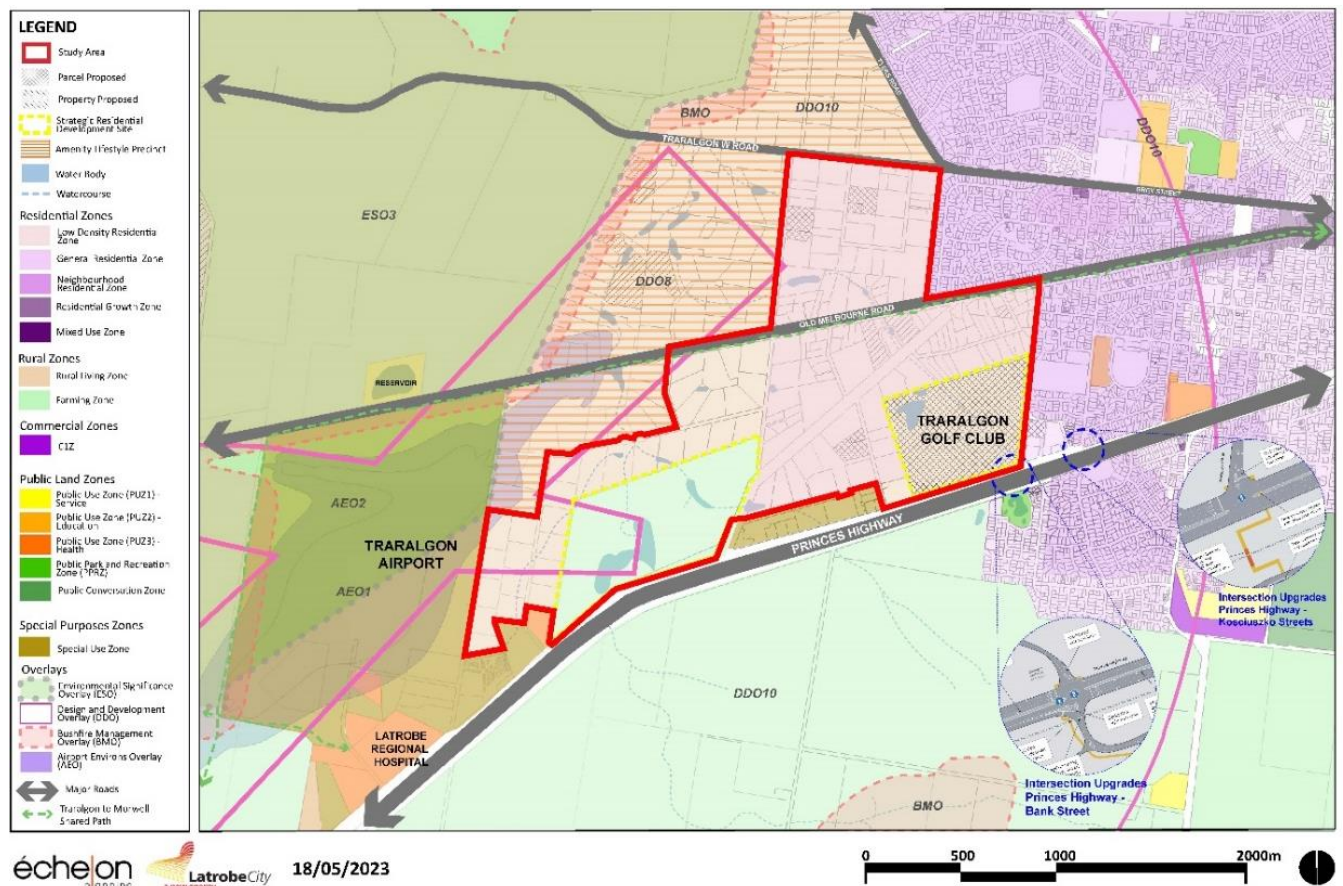 LEGEND
Study Area
Parcel Proposed
Property Proposed
Strategic Residential
Development Site
Amenity Lifestyle Precinct
Water Body
Watercourse
Residential Zones
Low Density Residential
Zone
General Residential Zone
Neighbourhood
Residential Zone
Residential Growth Zone
Mixed Use Zone
Rural Zones
Rural Living Zone
Farming Zone
Commercial Zones
C1Z
Public Land Zones
Public Use Zone (PUZ1) -
Service
Public Use Zone (PUZ2) -
Education
Public Use Zone (PUZ3) -
Health
Public Park and Recreation
Zone (PPRZ)
Public Conversation Zone
Special Purposes Zones
Special Use Zone
Overlays
Environmental Significance
Overlay (ESO)
Design and Development
Overlay (DDO)
Bushfire Management
Overlay (BMO)
Airport Environs Overlay
(AEO)
Major Roads
Traralgon to Morwell
Shared Path
BMO
DDO10
DDO10
TRARALGON W ROAD
GREY STREET
ESO3
DDO8
OLD MELBOURNE ROAD
RESERVOIR
TRARALGON
GOLF CLUB
AEO2
TRARALGON
AIRPORT
PRINCES HIGHWAY
AEO1
Intersection Upgrades
Princes Highway -
Kosciuszko Streets
DDO10
LATROBE
REGIONAL
HOSPITAL
Intersection Upgrades
Princes Highway -
Bank Street
BMO
échelon
LatrobeCity
18/05/2023
0 500 1000 2000m